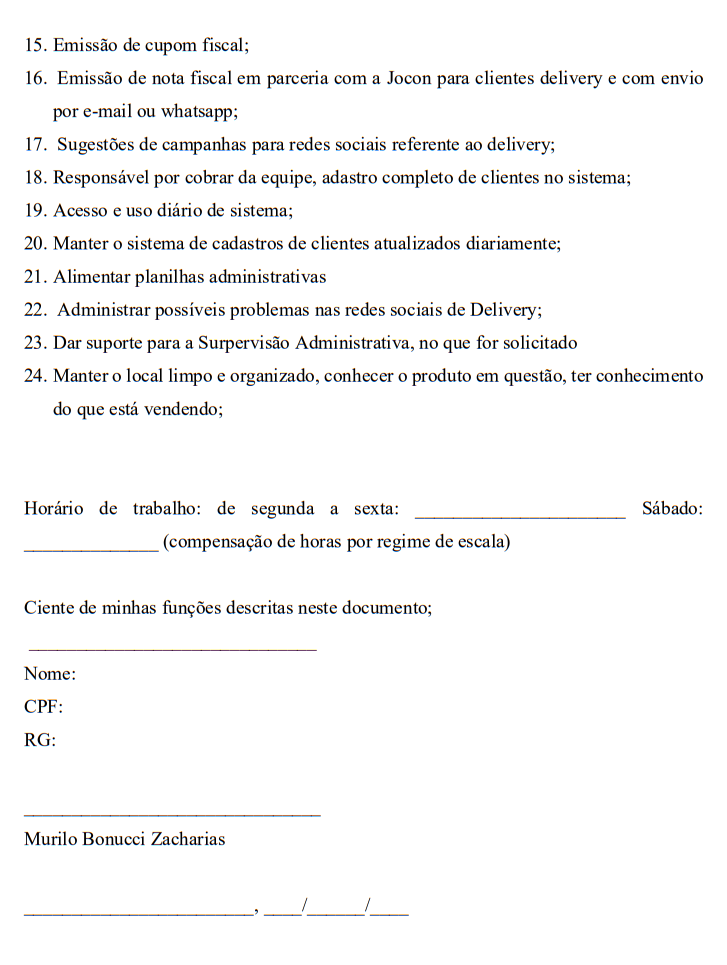 15. Emissão de cupom fiscal;
16. Emissão de nota fiscal em parceria com a Jocon para clientes delivery e com envio
por e-mail ou whatsapp;
17. Sugestões de campanhas para redes sociais referente ao delivery;
18. Responsável por cobrar da equipe, adastro completo de clientes no sistema;
19. Acesso e uso diário de sistema;
20. Manter o sistema de cadastros de clientes atualizados diariamente;
21. Alimentar planilhas administrativas
22. Administrar possíveis problemas nas redes sociais de Delivery;
23. Dar suporte para a Surpervisão Administrativa, no que for solicitado
24. Manter o local limpo e organizado, conhecer o produto em questão, ter conhecimento
do que está vendendo;
Horário de trabalho: de segunda a sexta: ______________________ Sábado:
______________ (compensação de horas por regime de escala)
Ciente de minhas funções descritas neste documento;
______________________________
Nome:
CPF:
RG:
_______________________________
Murilo Bonucci Zacharias
________________________, ____/______/____